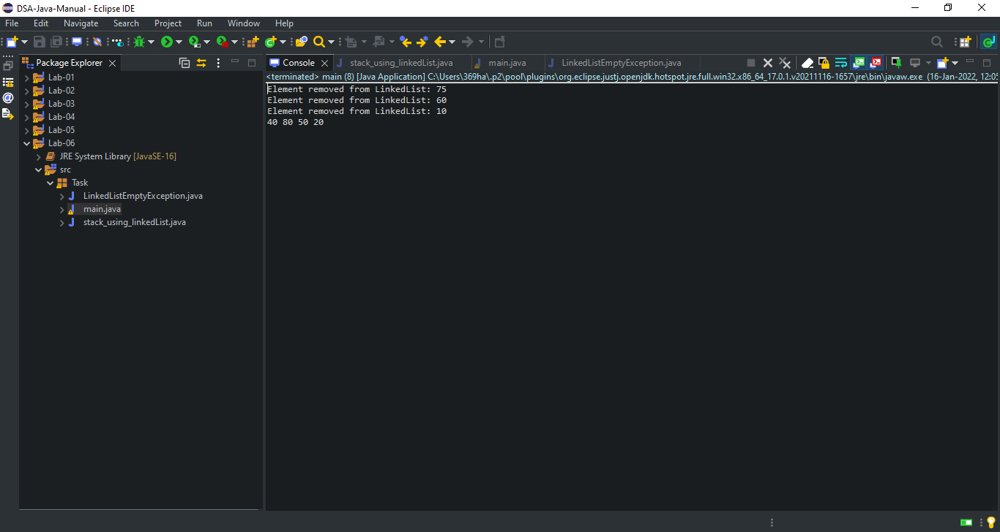 DSA-Java-Manual - Eclipse IDE
File Edit Navigate Search Project Run Window Help
Package Explorer
Lab-01
Lab-02
Lab-03
Lab-04
Lab-05
Lab-06
JRE System Library [JavaSE-16]
src
Task
LinkedListEmptyException.java
main.java
stack_using_linkedList.java
Console stack_using_linkedList.java main.java LinkedListEmptyException.java
<terminated> main (8) [Java Application] C:\Users\369ha\.p2\pool\plugins\org.eclipse.justj.openjdk.hotspot.jre.full.win32.x86_64_17.0.1.v20211116-1657\jre\bin\javaw.exe (16-Jan-2022, 12:05
Element removed from LinkedList: 75
Element removed from LinkedList: 60
Element removed from LinkedList: 10
40 80 50 20